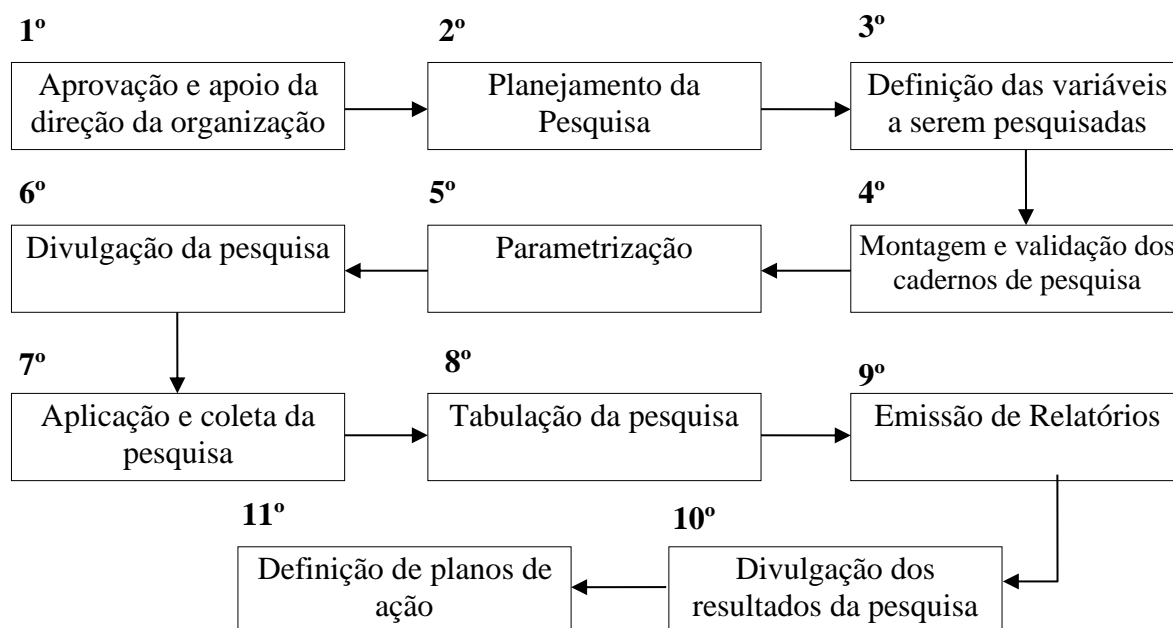 1º
Aprovação e apoio da
direção da organização
2º
Planejamento da
Pesquisa
3º
Definição das variáveis
a serem pesquisadas
4º
Montagem e validação dos
cadernos de pesquisa
5º
Parametrização
6º
Divulgação da pesquisa
7º
Aplicação e coleta da
pesquisa
8º
Tabulação da pesquisa
9º
Emissão de Relatórios
10º
Divulgação dos
resultados da pesquisa
11º
Definição de planos de
ação